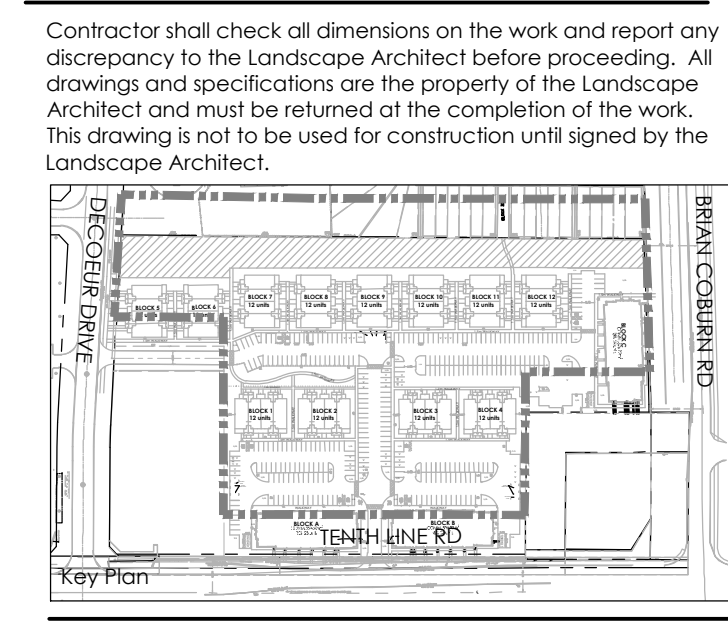 Contractor shall check all dimensions on the work and report any
discrepancy to the Landscape Architect before proceeding.  All
drawings and specifications are the property of the Landscape
Architect and must be returned at the completion of the work.
This drawing is not to be used for construction until signed by the
Landscape Architect.
DECOEUR DRIVE
BRIAN COBURN RD
BLOCK 5
BLOCK 6
BLOCK 7
12 units
BLOCK 8
12 units
BLOCK 9
12 units
BLOCK 10
12 units
BLOCK 11
12 units
BLOCK 12
12 units
BLOCK C
BLOCK 1
12 units
BLOCK 2
12 units
BLOCK 3
12 units
BLOCK 4
12 units
BLOCK A
BLOCK B
TENTH LINE RD
Key Plan